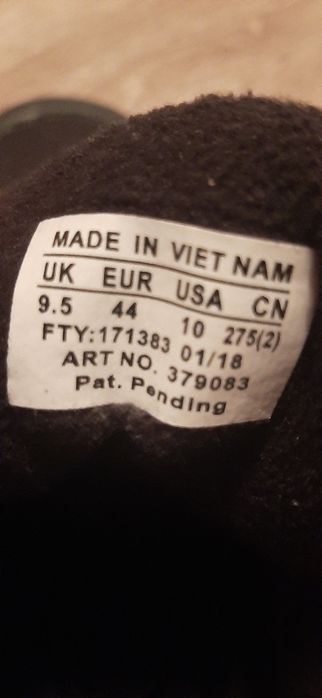 MADE IN VIET NAM
UK EUR USA CN
9.5 44 10 275(2)
FTY:171383 01/18
ART NO. 379083
Pat. Pending